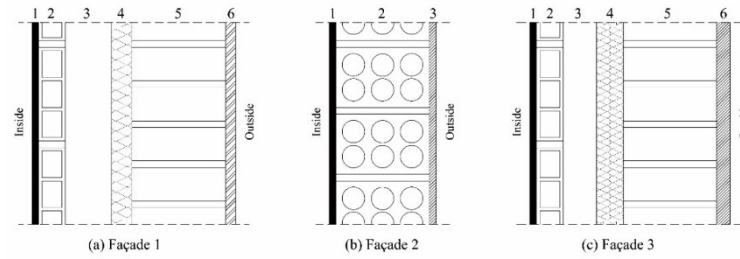 1 2 3 4 5 6
Inside
Outside
(a) Façade 1
1 2 3
Inside
Outside
(b) Façade 2
1 2 3 4 5 6
Inside
(c) Façade 3